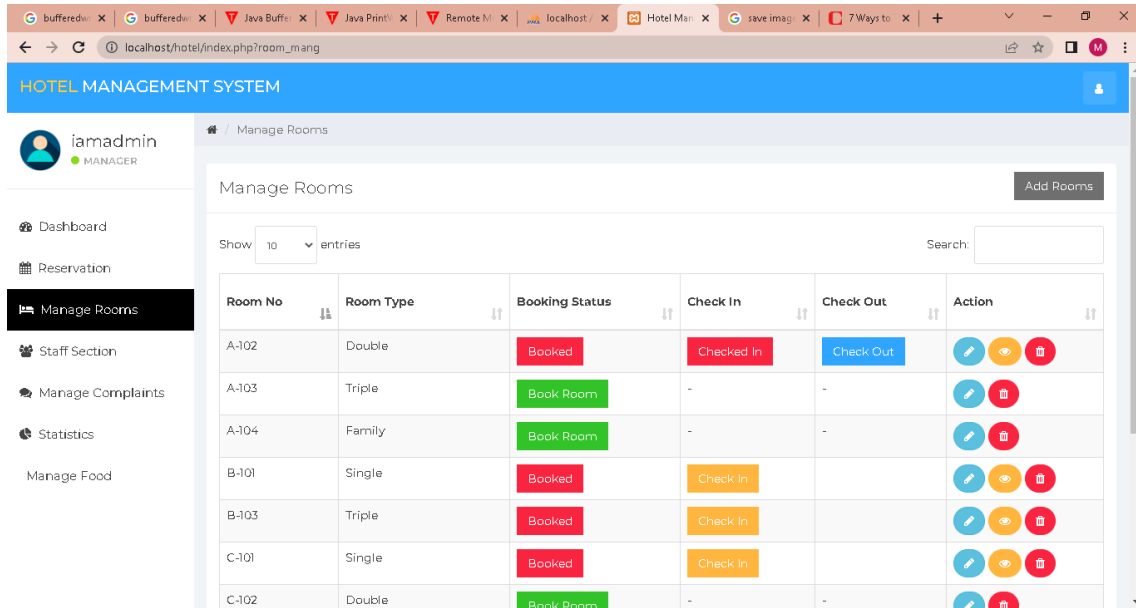 bufferedw
bufferedw
Java Buffe
Java PrintW
Remote M
localhost /
Hotel Man
save imag
7 Ways to
localhost/hotel/index.php?room_mang
M
HOTEL MANAGEMENT SYSTEM
iamadmin
MANAGER
/ Manage Rooms
Manage Rooms
Add Rooms
Dashboard
Reservation
Manage Rooms
Staff Section
Manage Complaints
Statistics
Manage Food
Show 10 entries
Search:
Room No Room Type Booking Status Check In Check Out Action
A-102 Double Booked Checked In Check Out
A-103 Triple Book Room - -
A-104 Family Book Room - -
B-101 Single Booked Check In
B-103 Triple Booked Check In
C-101 Single Booked Check In
C-102 Double Book Room - -